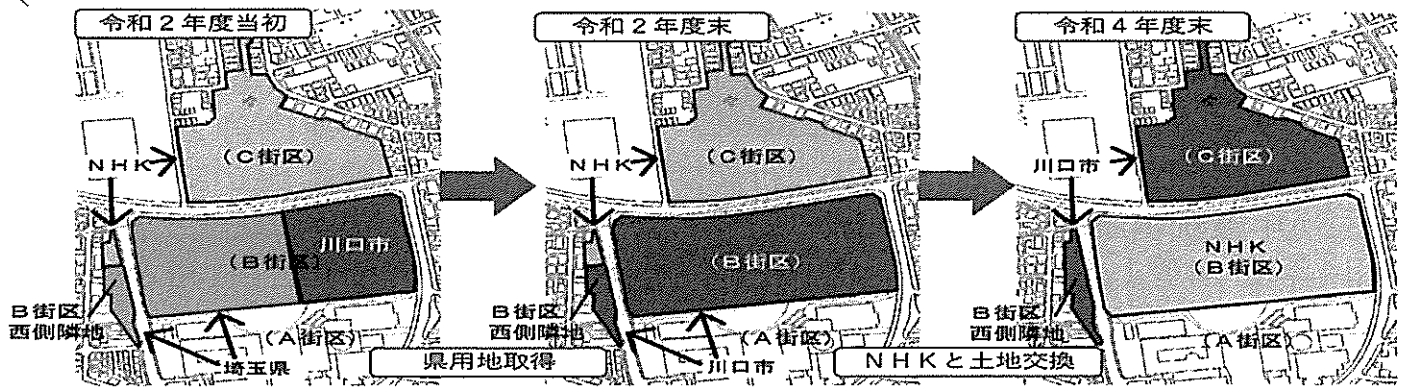 令和２年度当初
NHK
(C街区)
川口市
(B街区)
B街区
西側隣地
(A街区)
埼玉県
県用地取得
令和２年度末
NHK
(C街区)
(B街区)
B街区
西側隣地
(A街区)
川口市
NHKと土地交換
令和４年度末
川口市
(C街区)
NHK
(B街区)
B街区
西側隣地
(A街区)